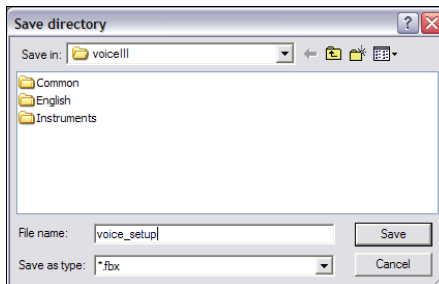 Save directory
Save in: voiceIII
Common
English
Instruments
File name: voice_setup Save
Save as type: *.fbx Cancel